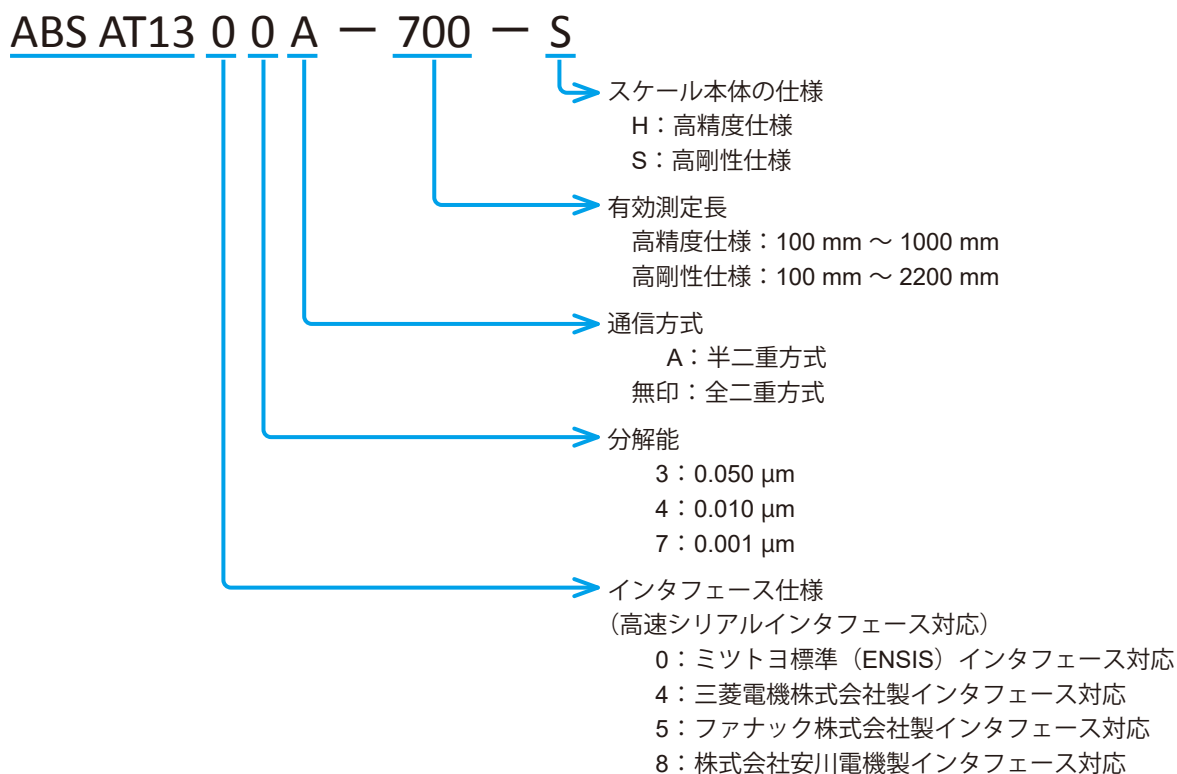 ABS AT13 0 0 A － 700 － S
スケール本体の仕様
H：高精度仕様
S：高剛性仕様
有効測定長
高精度仕様：100 mm ～ 1000 mm
高剛性仕様：100 mm ～ 2200 mm
通信方式
A：半二重方式
無印：全二重方式
分解能
3：0.050 µm
4：0.010 µm
7：0.001 µm
インタフェース仕様
（高速シリアルインタフェース対応）
0：ミツトヨ標準（ENSIS）インタフェース対応
4：三菱電機株式会社製インタフェース対応
5：ファナック株式会社製インタフェース対応
8：株式会社安川電機製インタフェース対応